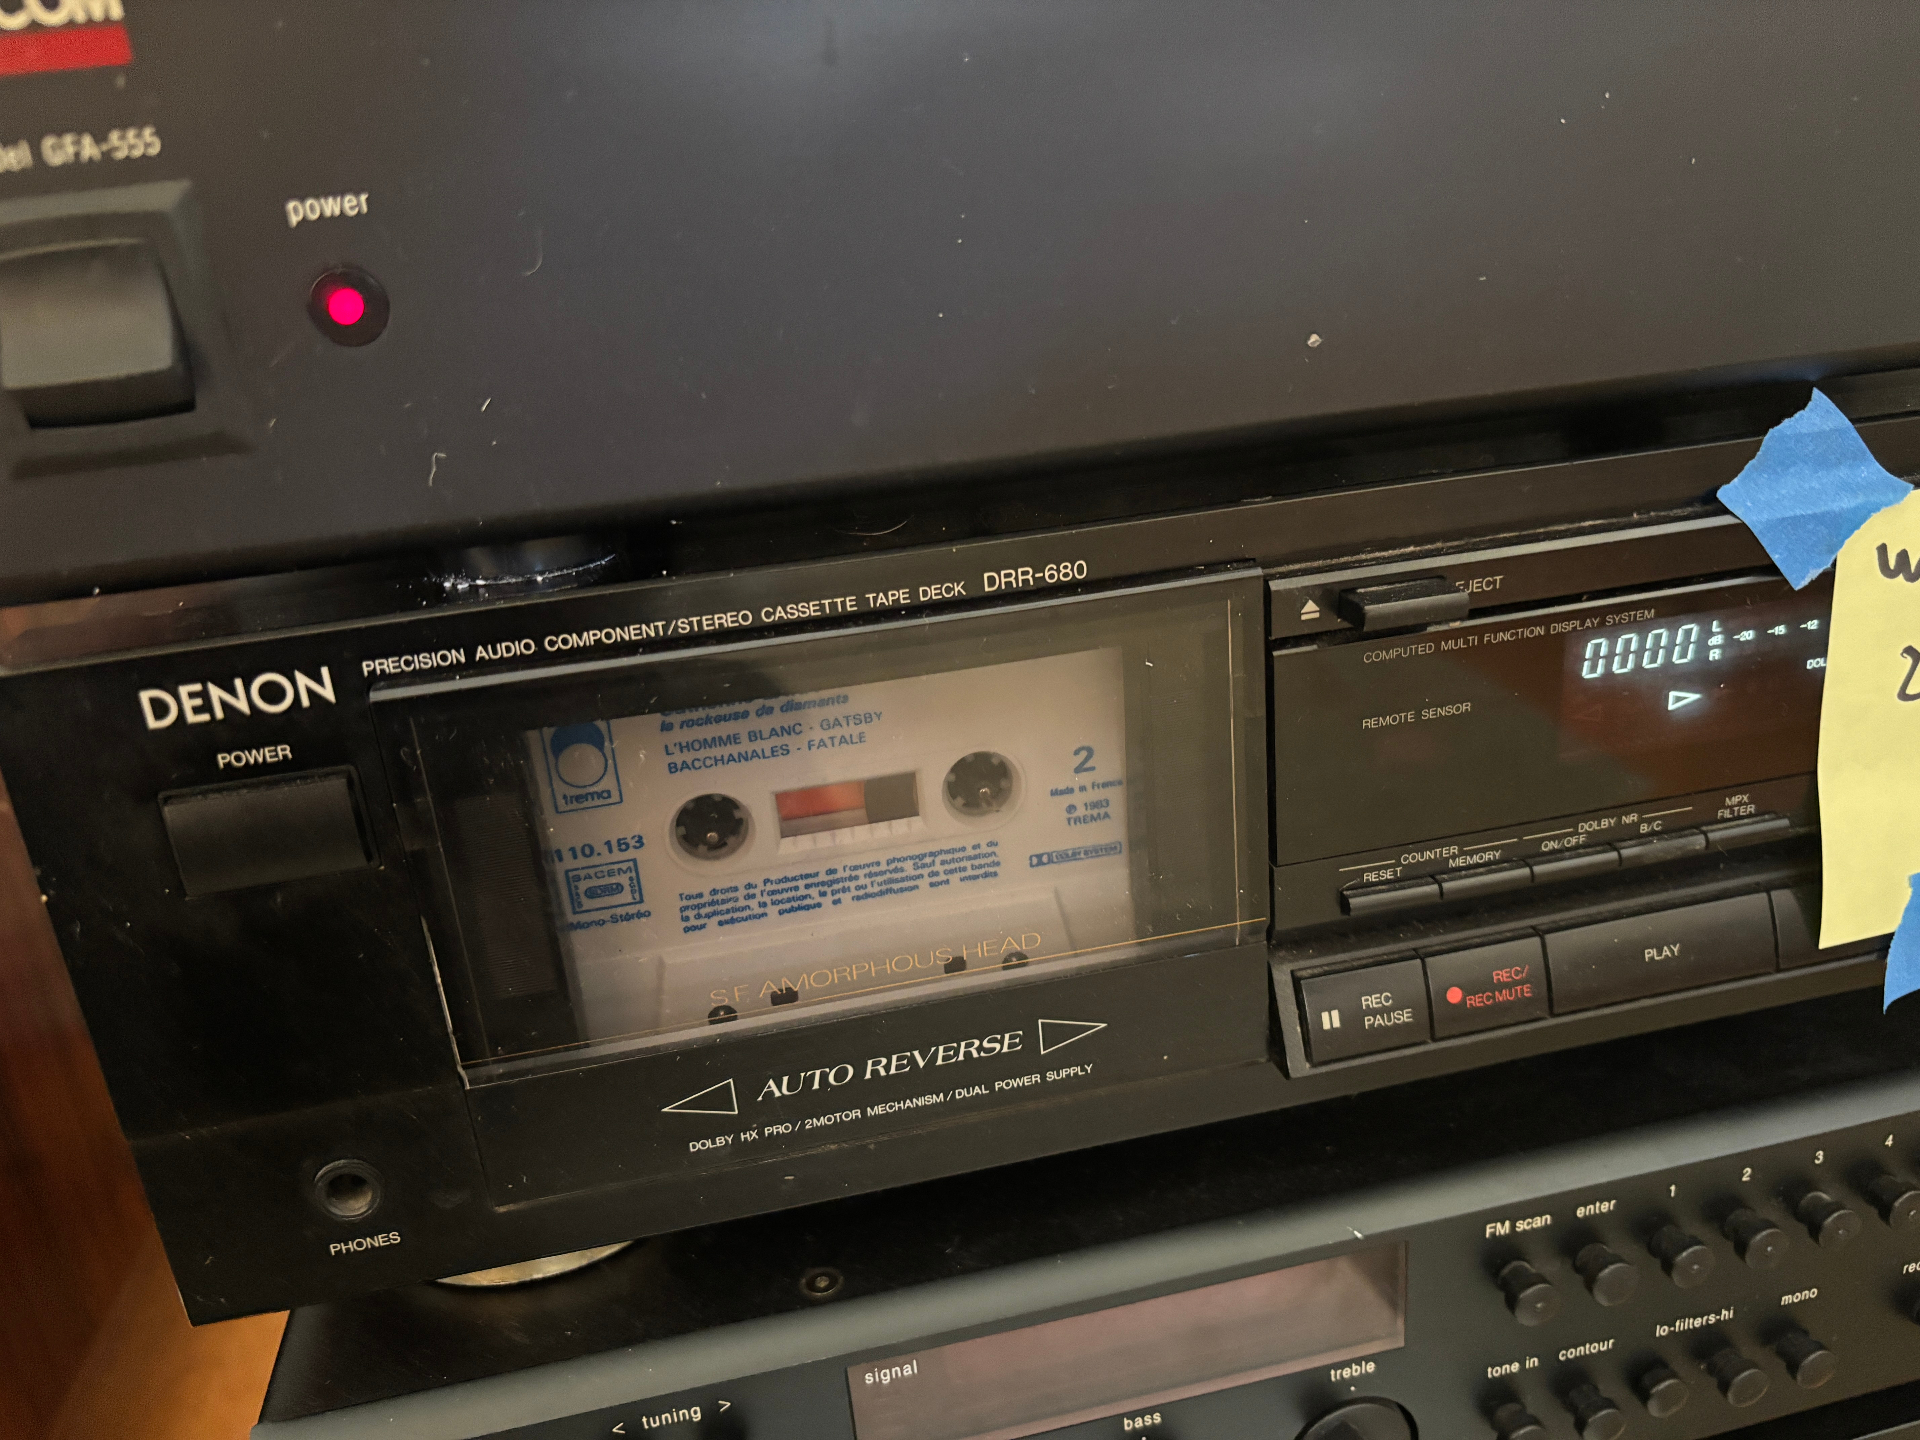 COM
GFA-555
power
PRECISION AUDIO COMPONENT/STEREO CASSETTE TAPE DECK DRR-680
DENON
POWER
PHONES
la rockeuse de diamants
L'HOMME BLANC - GATSBY
BACCHANALES - FATALE
trema
2
Made in France
℗ 1983
TREMA
110.153
SACEM
SDRM
Mono-Stéréo
DOLBY SYSTEM
Tous droits du Producteur de l'œuvre phonographique et du
propriétaire de l'œuvre enregistrée réservés. Sauf autorisation,
la duplication, la location, le prêt ou l'utilisation de cette bande
pour exécution publique et radiodiffusion sont interdits
S.F. AMORPHOUS HEAD
AUTO REVERSE
DOLBY HX PRO / 2MOTOR MECHANISM / DUAL POWER SUPPLY
EJECT
COMPUTED MULTI FUNCTION DISPLAY SYSTEM
0000 L dB R -20 -15 -12
REMOTE SENSOR
COUNTER
RESET MEMORY
DOLBY NR
ON/OFF B/C
MPX
FILTER
REC
PAUSE
REC/
REC MUTE
PLAY
FM scan enter 1 2 3 4
tone in contour lo-filters-hi mono
signal
< tuning >
bass
treble